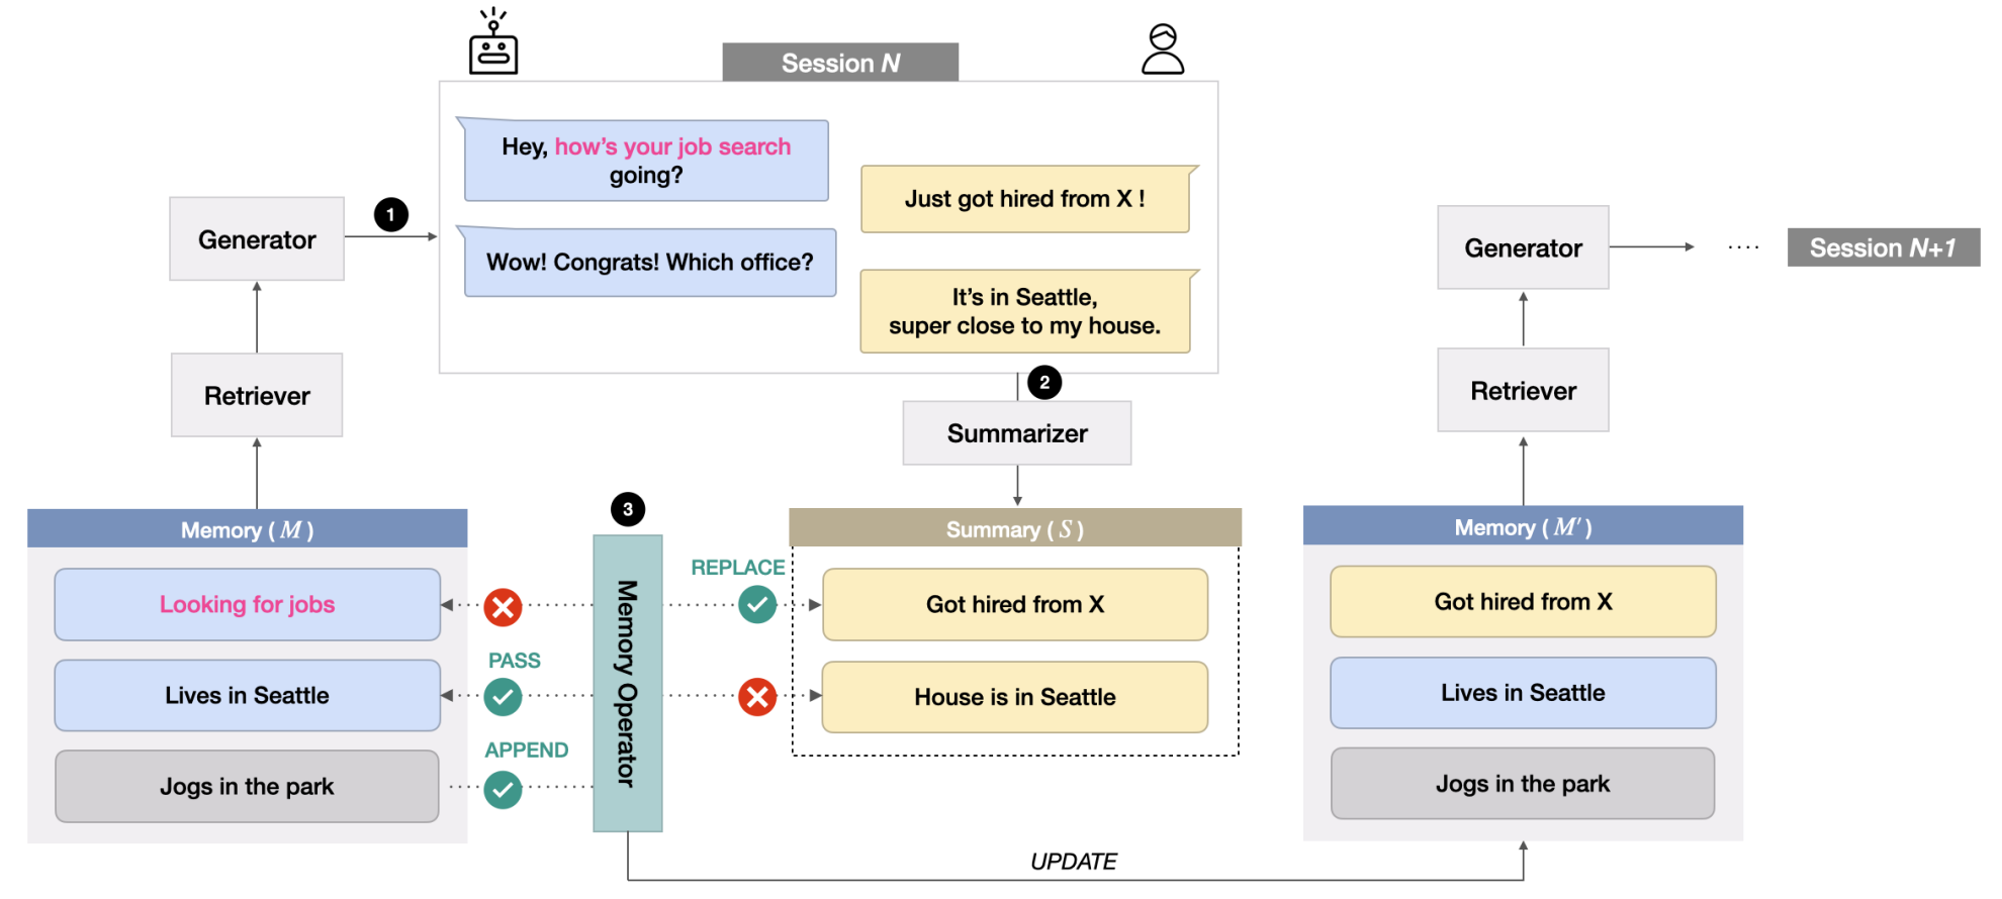 Session N
Hey, how's your job search
going?
Just got hired from X !
Wow! Congrats! Which office?
It's in Seattle,
super close to my house.
1
Generator
Retriever
2
Summarizer
Memory ( M )
Looking for jobs
Lives in Seattle
Jogs in the park
3
Memory Operator
REPLACE
PASS
APPEND
Summary ( S )
Got hired from X
House is in Seattle
UPDATE
Generator
Session N+1
....
Retriever
Memory ( M′ )
Got hired from X
Lives in Seattle
Jogs in the park